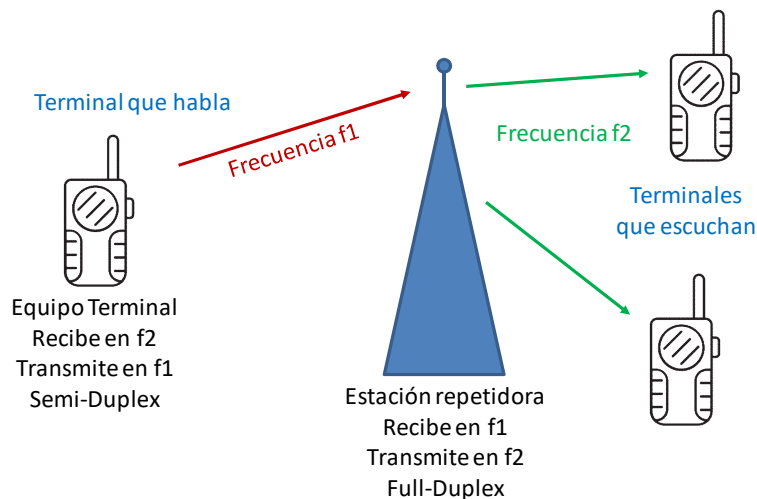 Terminal que habla
Frecuencia f1
Frecuencia f2
Terminales
que escuchan
Equipo Terminal
Recibe en f2
Transmite en f1
Semi-Duplex
Estación repetidora
Recibe en f1
Transmite en f2
Full-Duplex